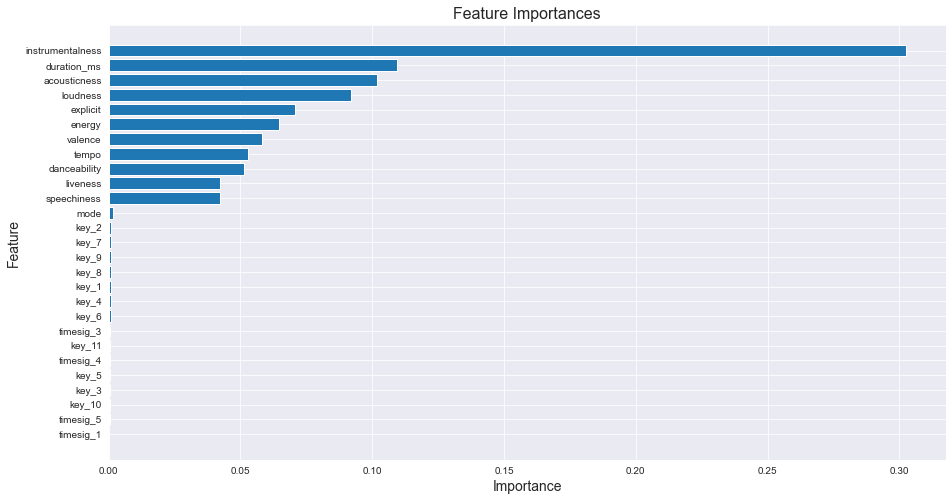 Feature Importances
Feature
instrumentalness
duration_ms
acousticness
loudness
explicit
energy
valence
tempo
danceability
liveness
speechiness
mode
key_2
key_7
key_9
key_8
key_1
key_4
key_6
timesig_3
key_11
timesig_4
key_5
key_3
key_10
timesig_5
timesig_1
0.00 0.05 0.10 0.15 0.20 0.25 0.30
Importance